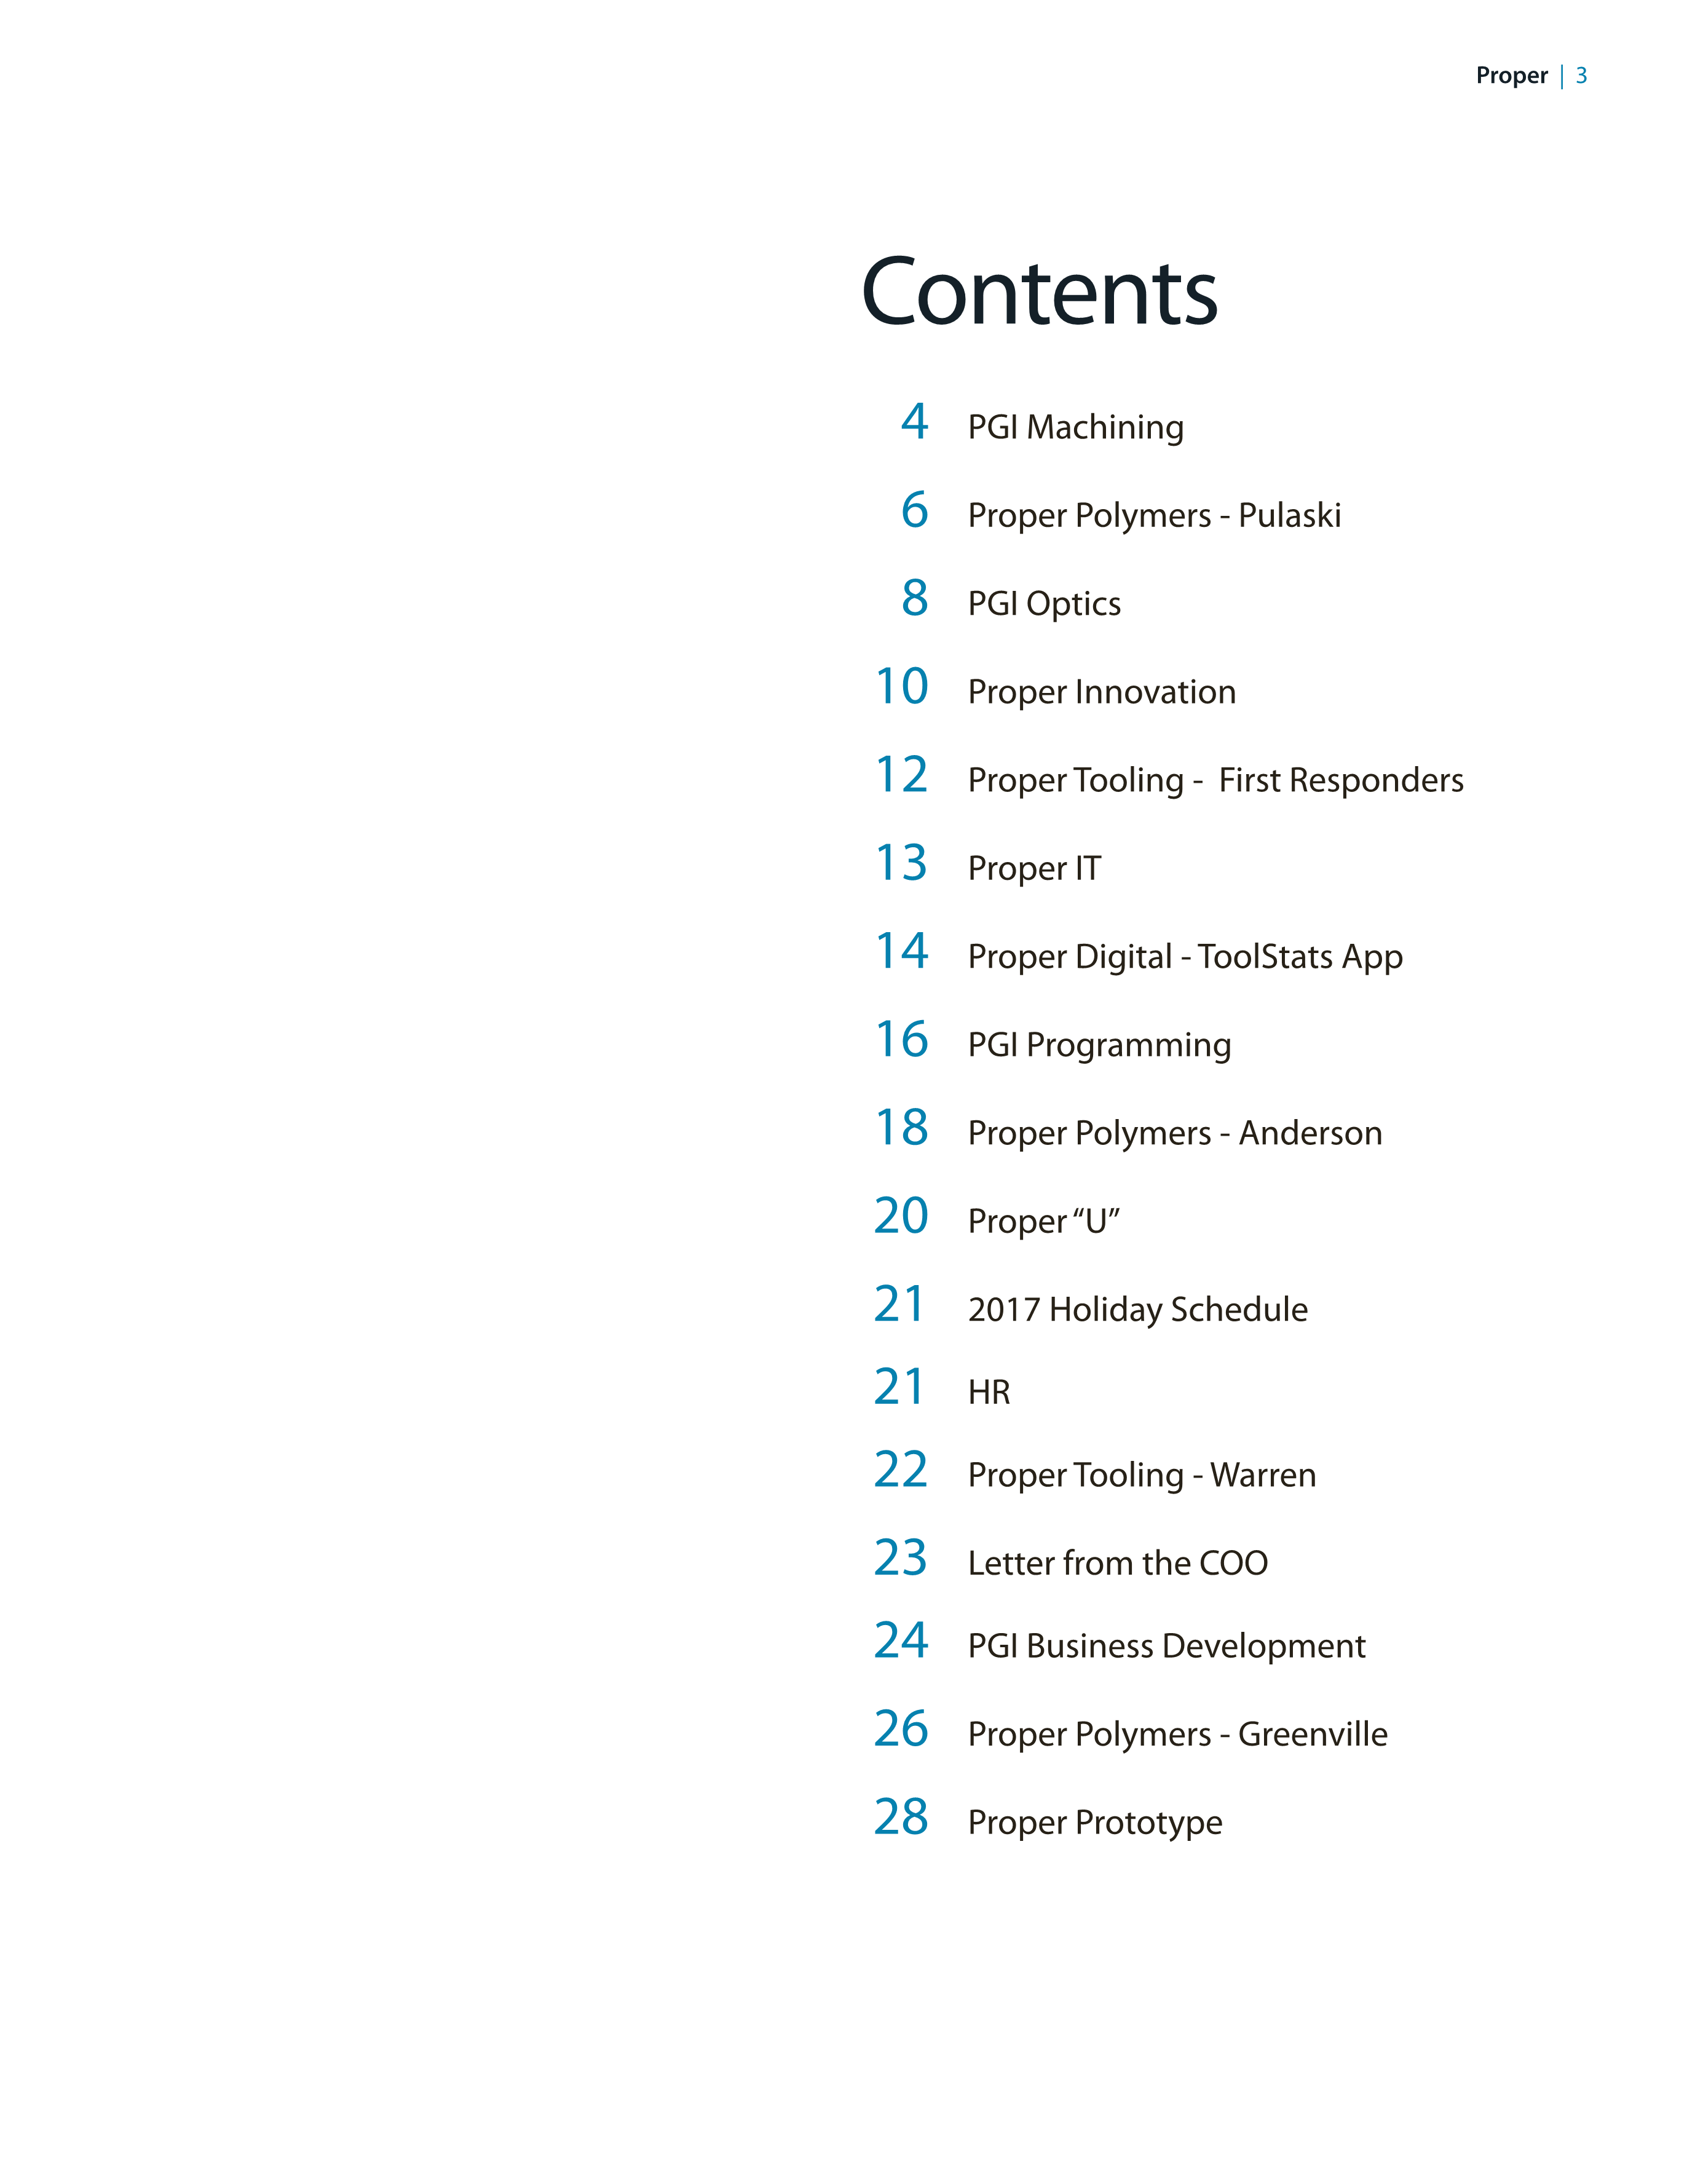 Proper | 3
Contents
4 PGI Machining
6 Proper Polymers - Pulaski
8 PGI Optics
10 Proper Innovation
12 Proper Tooling -  First Responders
13 Proper IT
14 Proper Digital - ToolStats App
16 PGI Programming
18 Proper Polymers - Anderson
20 Proper “U”
21 2017 Holiday Schedule
21 HR
22 Proper Tooling - Warren
23 Letter from the COO
24 PGI Business Development
26 Proper Polymers - Greenville
28 Proper Prototype